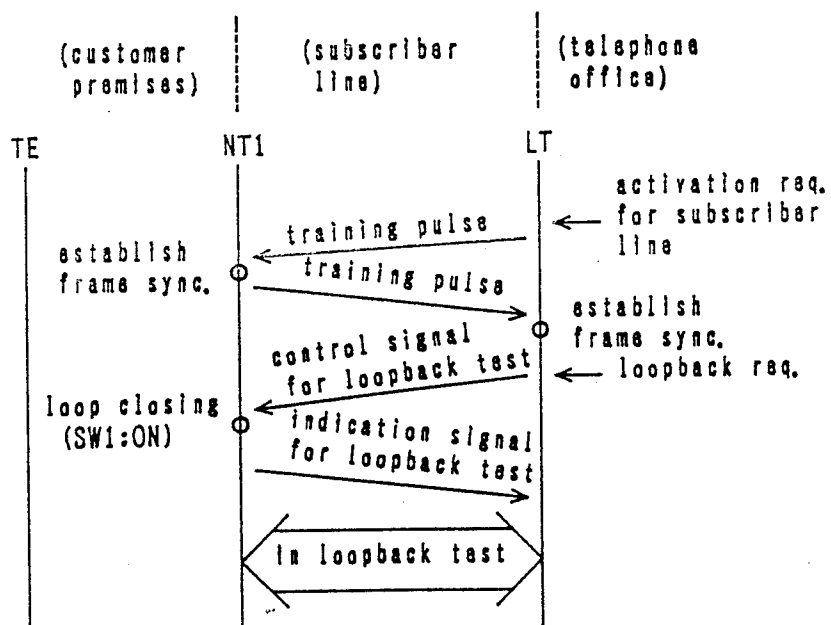 (customer
premises)
(subscriber
line)
(telephone
office)
TE
NT1
LT
activation req.
for subscriber
line
training pulse
establish
frame sync.
training pulse
establish
frame sync.
control signal
for loopback test
loopback req.
loop closing
(SW1:ON)
indication signal
for loopback test
in loopback test